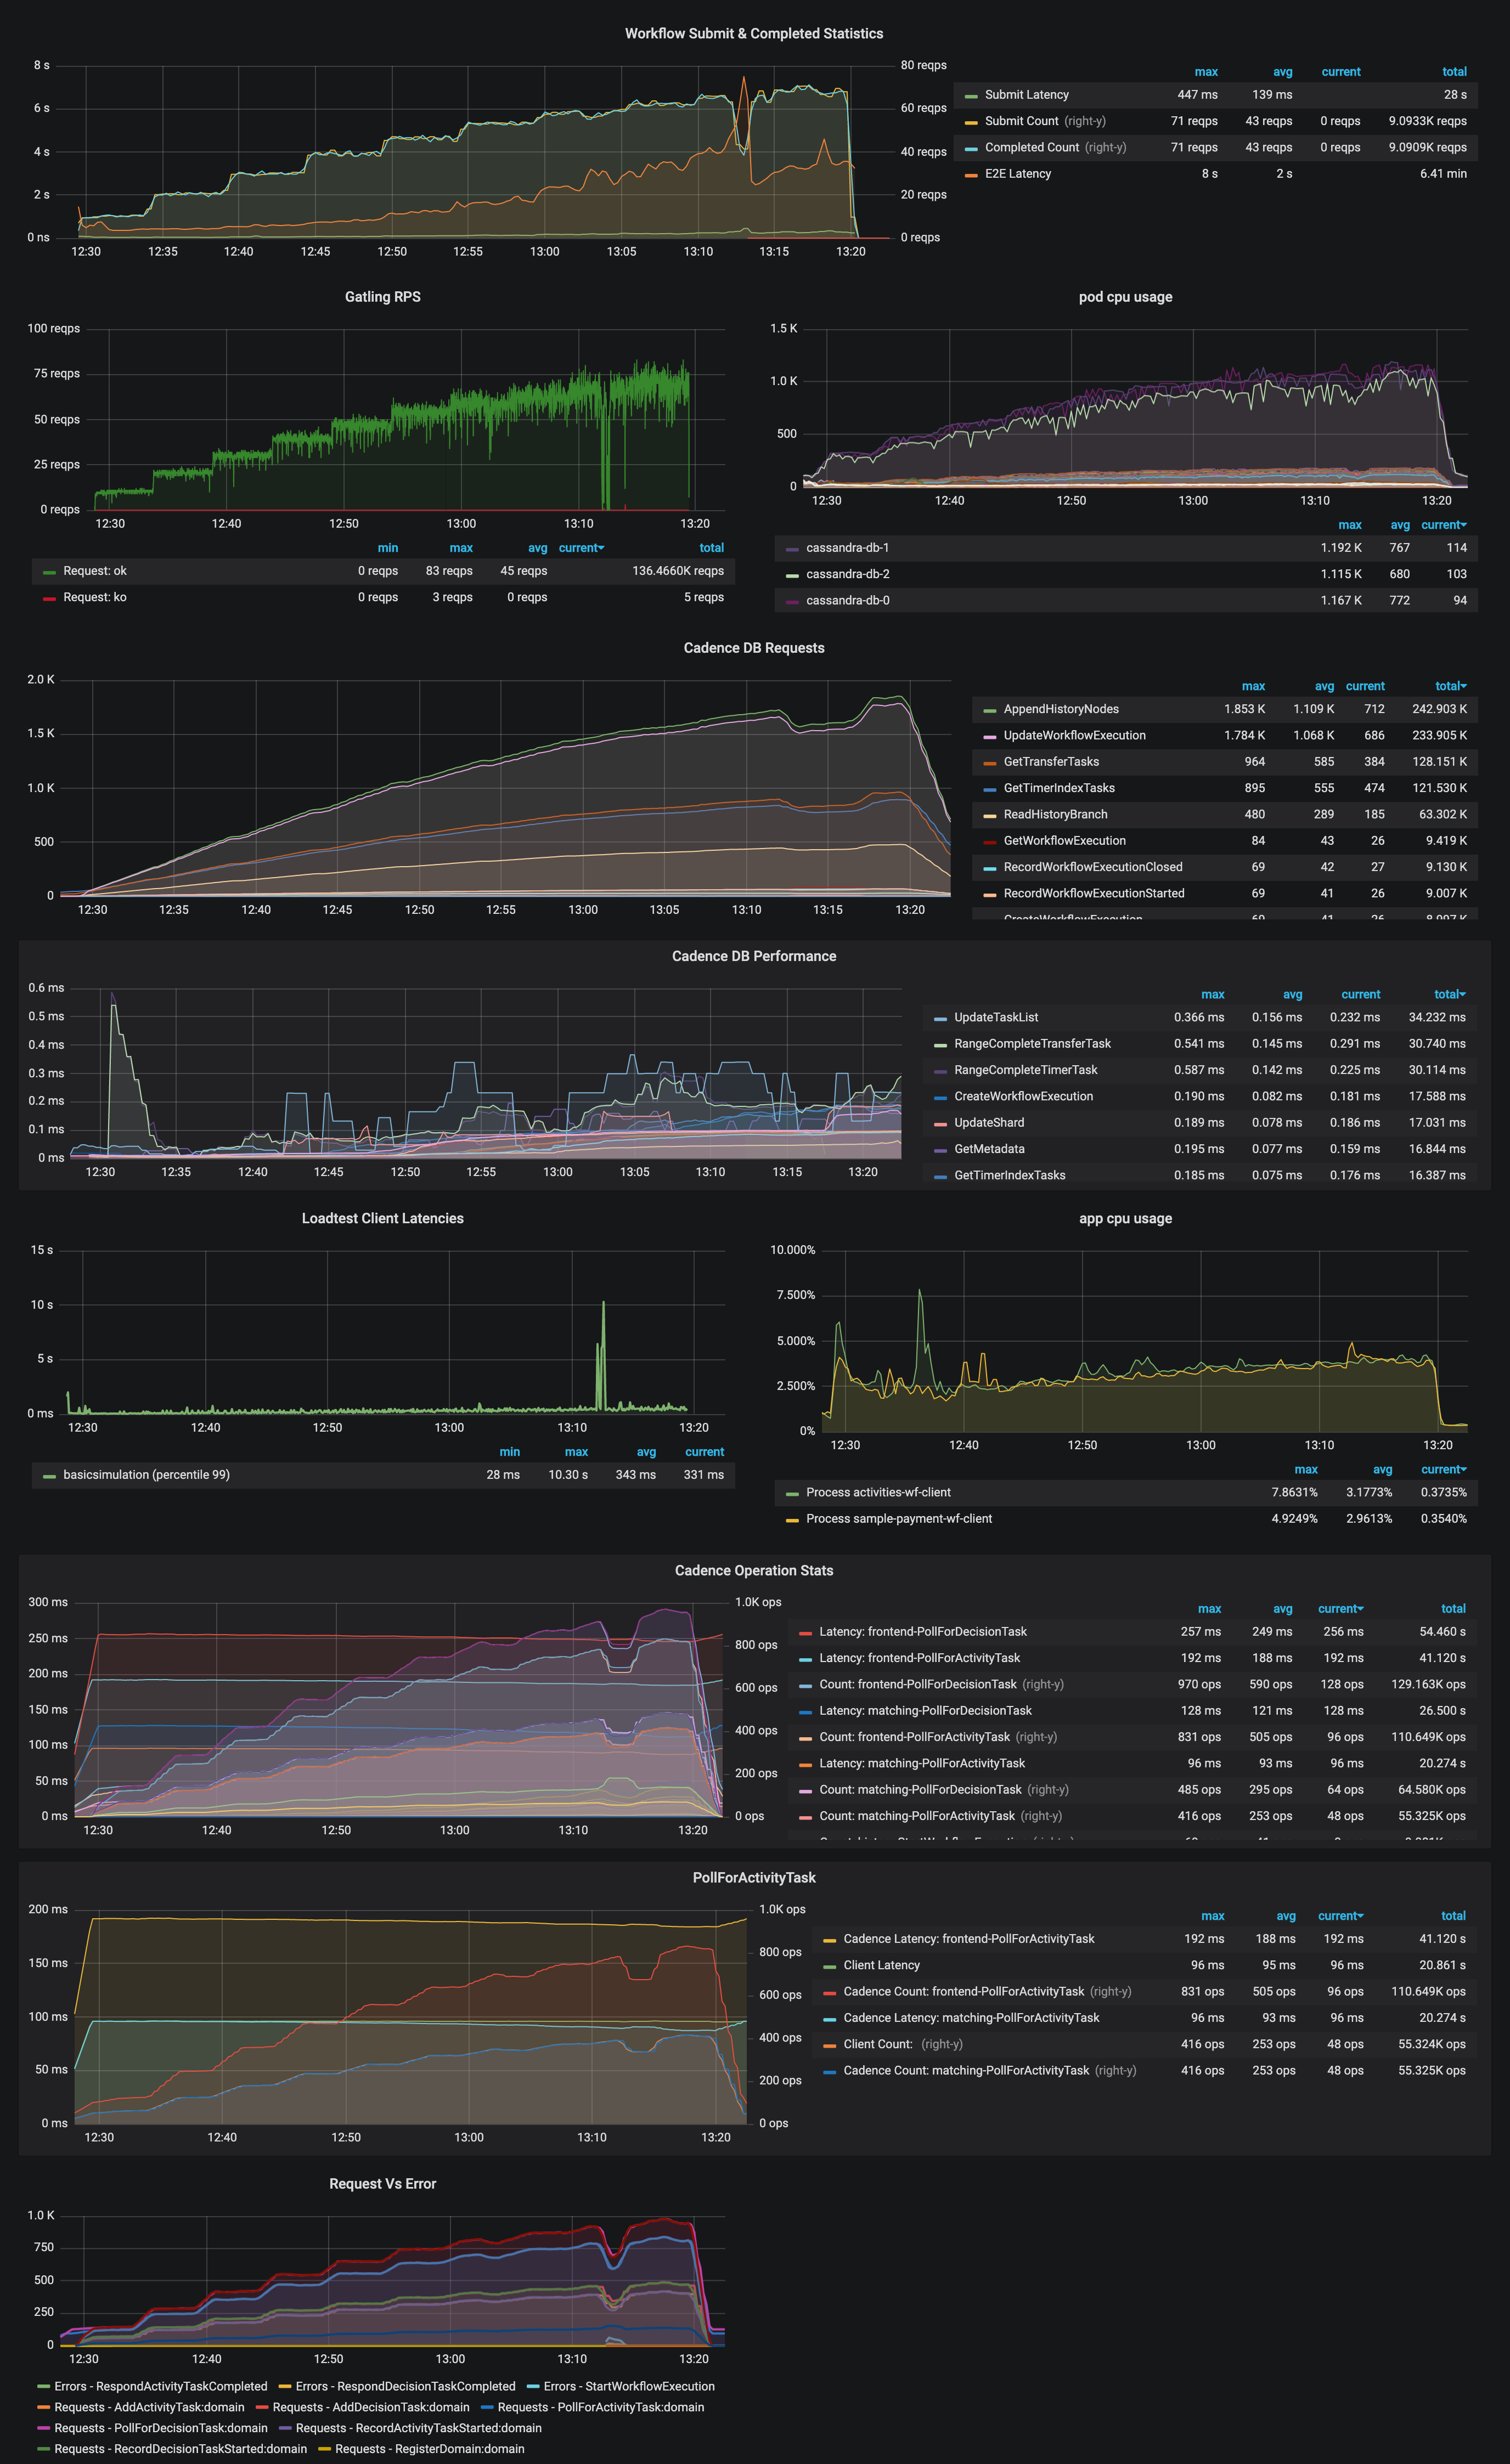 Workflow Submit & Completed Statistics
8 s
6 s
4 s
2 s
0 ns
80 reqps
60 reqps
40 reqps
20 reqps
0 reqps
12:30 12:35 12:40 12:45 12:50 12:55 13:00 13:05 13:10 13:15 13:20
max avg current total
Submit Latency 447 ms 139 ms 28 s
Submit Count (right-y) 71 reqps 43 reqps 0 reqps 9.0933K reqps
Completed Count (right-y) 71 reqps 43 reqps 0 reqps 9.0909K reqps
E2E Latency 8 s 2 s 6.41 min
Gatling RPS
100 reqps
75 reqps
50 reqps
25 reqps
0 reqps
12:30 12:40 12:50 13:00 13:10 13:20
min max avg current total
Request: ok 0 reqps 83 reqps 45 reqps 136.4660K reqps
Request: ko 0 reqps 3 reqps 0 reqps 5 reqps
pod cpu usage
1.5 K
1.0 K
500
0
12:30 12:40 12:50 13:00 13:10 13:20
max avg current
cassandra-db-1 1.192 K 767 114
cassandra-db-2 1.115 K 680 103
cassandra-db-0 1.167 K 772 94
Cadence DB Requests
2.0 K
1.5 K
1.0 K
500
0
12:30 12:35 12:40 12:45 12:50 12:55 13:00 13:05 13:10 13:15 13:20
max avg current total
AppendHistoryNodes 1.853 K 1.109 K 712 242.903 K
UpdateWorkflowExecution 1.784 K 1.068 K 686 233.905 K
GetTransferTasks 964 585 384 128.151 K
GetTimerIndexTasks 895 555 474 121.530 K
ReadHistoryBranch 480 289 185 63.302 K
GetWorkflowExecution 84 43 26 9.419 K
RecordWorkflowExecutionClosed 69 42 27 9.130 K
RecordWorkflowExecutionStarted 69 41 26 9.007 K
Cadence DB Performance
0.6 ms
0.5 ms
0.4 ms
0.3 ms
0.2 ms
0.1 ms
0 ms
12:30 12:35 12:40 12:45 12:50 12:55 13:00 13:05 13:10 13:15 13:20
max avg current total
UpdateTaskList 0.366 ms 0.156 ms 0.232 ms 34.232 ms
RangeCompleteTransferTask 0.541 ms 0.145 ms 0.291 ms 30.740 ms
RangeCompleteTimerTask 0.587 ms 0.142 ms 0.225 ms 30.114 ms
CreateWorkflowExecution 0.190 ms 0.082 ms 0.181 ms 17.588 ms
UpdateShard 0.189 ms 0.078 ms 0.186 ms 17.031 ms
GetMetadata 0.195 ms 0.077 ms 0.159 ms 16.844 ms
GetTimerIndexTasks 0.185 ms 0.075 ms 0.176 ms 16.387 ms
Loadtest Client Latencies
15 s
10 s
5 s
0 ms
12:30 12:40 12:50 13:00 13:10 13:20
min max avg current
basicsimulation (percentile 99) 28 ms 10.30 s 343 ms 331 ms
app cpu usage
10.000%
7.500%
5.000%
2.500%
0%
12:30 12:40 12:50 13:00 13:10 13:20
max avg current
Process activities-wf-client 7.8631% 3.1773% 0.3735%
Process sample-payment-wf-client 4.9249% 2.9613% 0.3540%
Cadence Operation Stats
300 ms
250 ms
200 ms
150 ms
100 ms
50 ms
0 ms
1.0K ops
800 ops
600 ops
400 ops
200 ops
0 ops
12:30 12:40 12:50 13:00 13:10 13:20
max avg current total
Latency: frontend-PollForDecisionTask 257 ms 249 ms 256 ms 54.460 s
Latency: frontend-PollForActivityTask 192 ms 188 ms 192 ms 41.120 s
Count: frontend-PollForDecisionTask (right-y) 970 ops 590 ops 128 ops 129.163K ops
Latency: matching-PollForDecisionTask 128 ms 121 ms 128 ms 26.500 s
Count: frontend-PollForActivityTask (right-y) 831 ops 505 ops 96 ops 110.649K ops
Latency: matching-PollForActivityTask 96 ms 93 ms 96 ms 20.274 s
Count: matching-PollForDecisionTask (right-y) 485 ops 295 ops 64 ops 64.580K ops
Count: matching-PollForActivityTask (right-y) 416 ops 253 ops 48 ops 55.325K ops
PollForActivityTask
200 ms
150 ms
100 ms
50 ms
0 ms
1.0K ops
800 ops
600 ops
400 ops
200 ops
0 ops
12:30 12:40 12:50 13:00 13:10 13:20
max avg current total
Cadence Latency: frontend-PollForActivityTask 192 ms 188 ms 192 ms 41.120 s
Client Latency 96 ms 95 ms 96 ms 20.861 s
Cadence Count: frontend-PollForActivityTask (right-y) 831 ops 505 ops 96 ops 110.649K ops
Cadence Latency: matching-PollForActivityTask 96 ms 93 ms 96 ms 20.274 s
Client Count: (right-y) 416 ops 253 ops 48 ops 55.324K ops
Cadence Count: matching-PollForActivityTask (right-y) 416 ops 253 ops 48 ops 55.325K ops
Request Vs Error
1.0 K
750
500
250
0
12:30 12:40 12:50 13:00 13:10 13:20
Errors - RespondActivityTaskCompleted Errors - RespondDecisionTaskCompleted Errors - StartWorkflowExecution
Requests - AddActivityTask:domain Requests - AddDecisionTask:domain Requests - PollForActivityTask:domain
Requests - PollForDecisionTask:domain Requests - RecordActivityTaskStarted:domain
Requests - RecordDecisionTaskStarted:domain Requests - RegisterDomain:domain